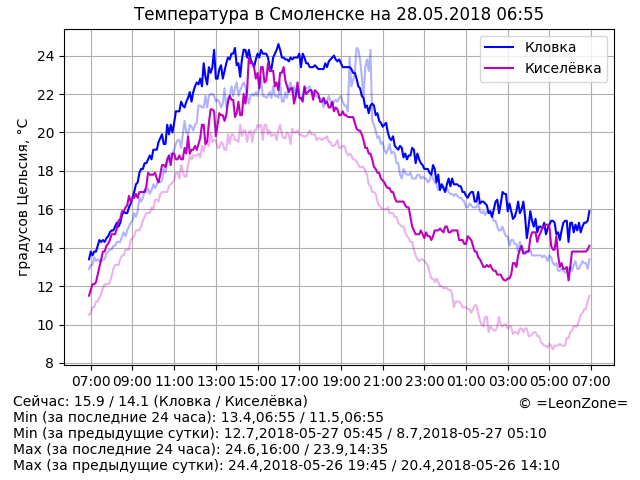 Температура в Смоленске на 28.05.2018 06:55
градусов Цельсия, °C
24
22
20
18
16
14
12
10
8
Кловка
Киселёвка
07:00 09:00 11:00 13:00 15:00 17:00 19:00 21:00 23:00 01:00 03:00 05:00 07:00
Сейчас: 15.9 / 14.1 (Кловка / Киселёвка)
© =LeonZone=
Min (за последние 24 часа): 13.4,06:55 / 11.5,06:55
Min (за предыдущие сутки): 12.7,2018-05-27 05:45 / 8.7,2018-05-27 05:10
Max (за последние 24 часа): 24.6,16:00 / 23.9,14:35
Max (за предыдущие сутки): 24.4,2018-05-26 19:45 / 20.4,2018-05-26 14:10